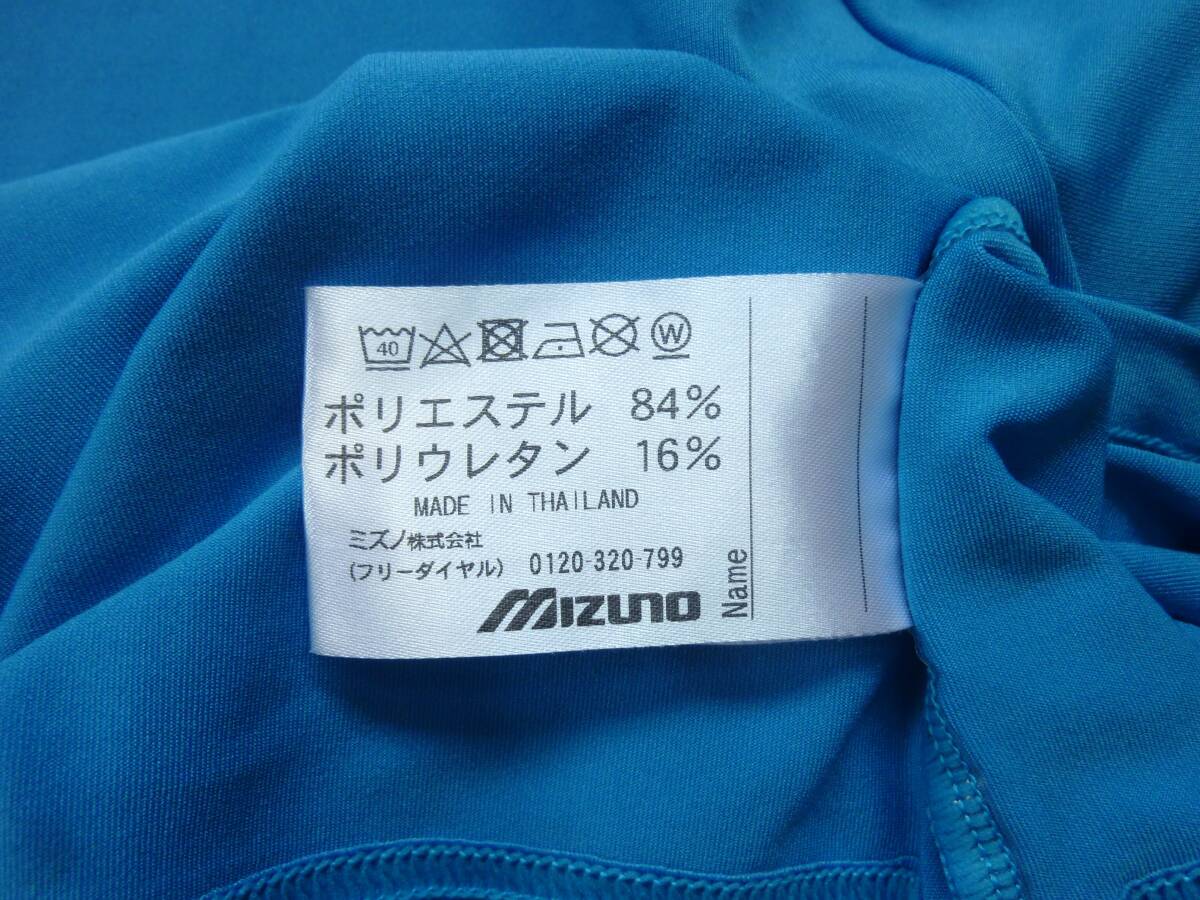 40 W
ポリエステル 84%
ポリウレタン 16%
MADE IN THAILAND
ミズノ株式会社
(フリーダイヤル) 0120-320-799
MIZUNO
Name